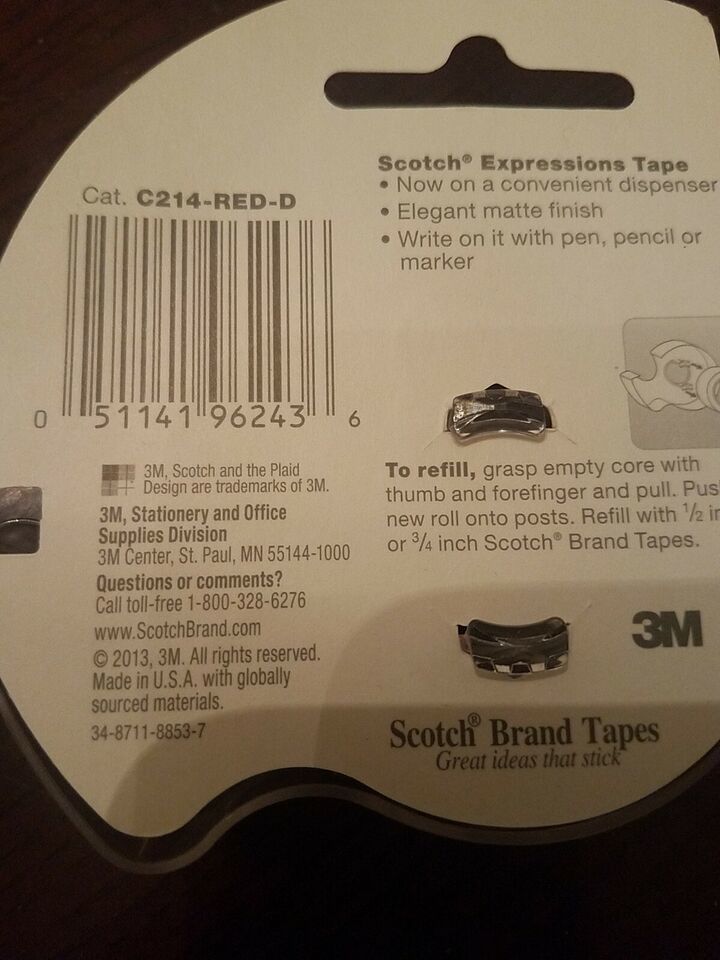 Cat. C214-RED-D
0 51141 96243 6
3M, Scotch and the Plaid
Design are trademarks of 3M.
3M, Stationery and Office
Supplies Division
3M Center, St. Paul, MN 55144-1000
Questions or comments?
Call toll-free 1-800-328-6276
www.ScotchBrand.com
© 2013, 3M. All rights reserved.
Made in U.S.A. with globally
sourced materials.
34-8711-8853-7
Scotch® Expressions Tape
• Now on a convenient dispenser
• Elegant matte finish
• Write on it with pen, pencil or
marker
To refill, grasp empty core with
thumb and forefinger and pull. Pus
new roll onto posts. Refill with 1/2 in
or 3/4 inch Scotch® Brand Tapes.
3M
Scotch® Brand Tapes
Great ideas that stick